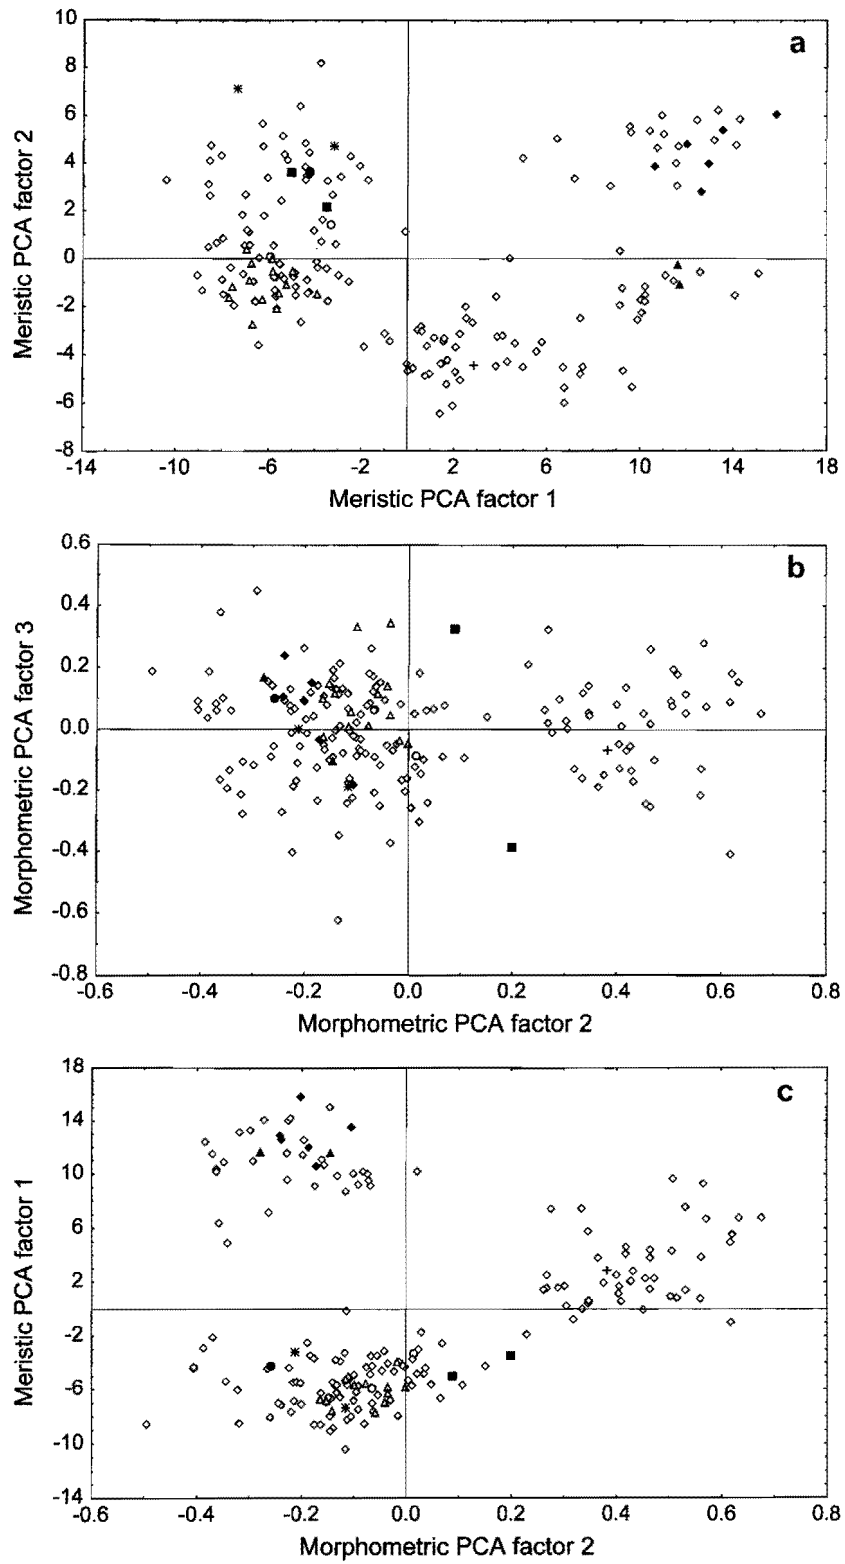 a
10
8
6
4
2
0
-2
-4
-6
-8
-14 -10 -6 -2 2 6 10 14 18
Meristic PCA factor 2
Meristic PCA factor 1
b
0.6
0.4
0.2
0.0
-0.2
-0.4
-0.6
-0.8
-0.6 -0.4 -0.2 0.0 0.2 0.4 0.6 0.8
Morphometric PCA factor 3
Morphometric PCA factor 2
c
18
14
10
6
2
-2
-6
-10
-14
-0.6 -0.4 -0.2 0.0 0.2 0.4 0.6 0.8
Meristic PCA factor 1
Morphometric PCA factor 2